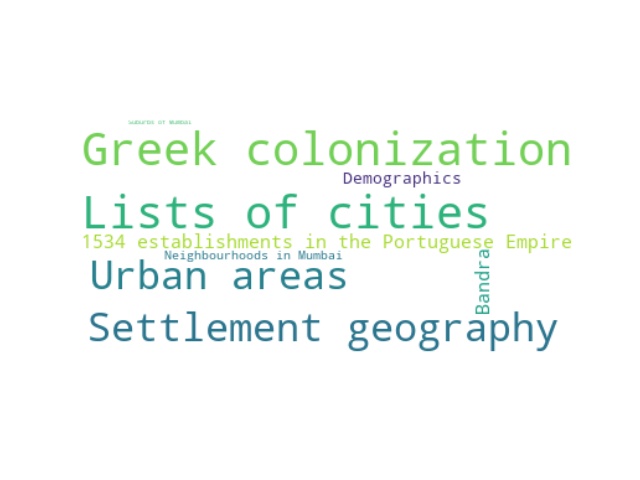 Suburbs of Mumbai
Greek colonization
Demographics
Lists of cities
1534 establishments in the Portuguese Empire
Neighbourhoods in Mumbai
Urban areas
Bandra
Settlement geography